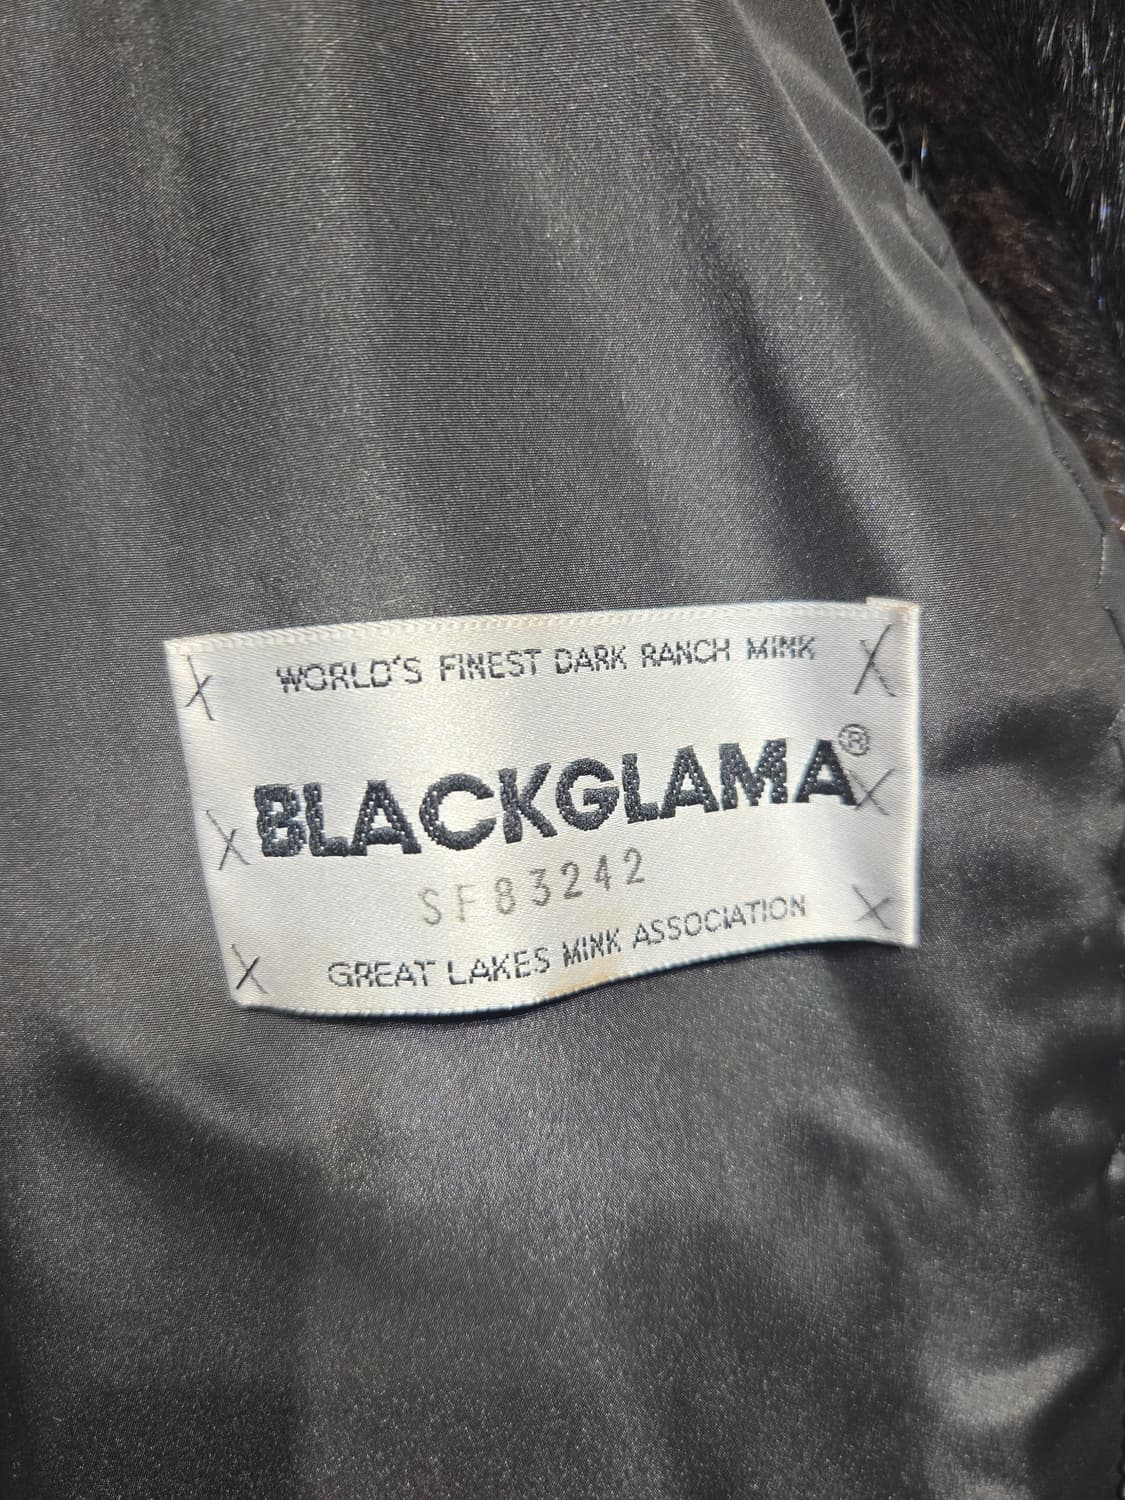 WORLD'S FINEST DARK RANCH MINK
BLACKGLAMA®
SF83242
GREAT LAKES MINK ASSOCIATION